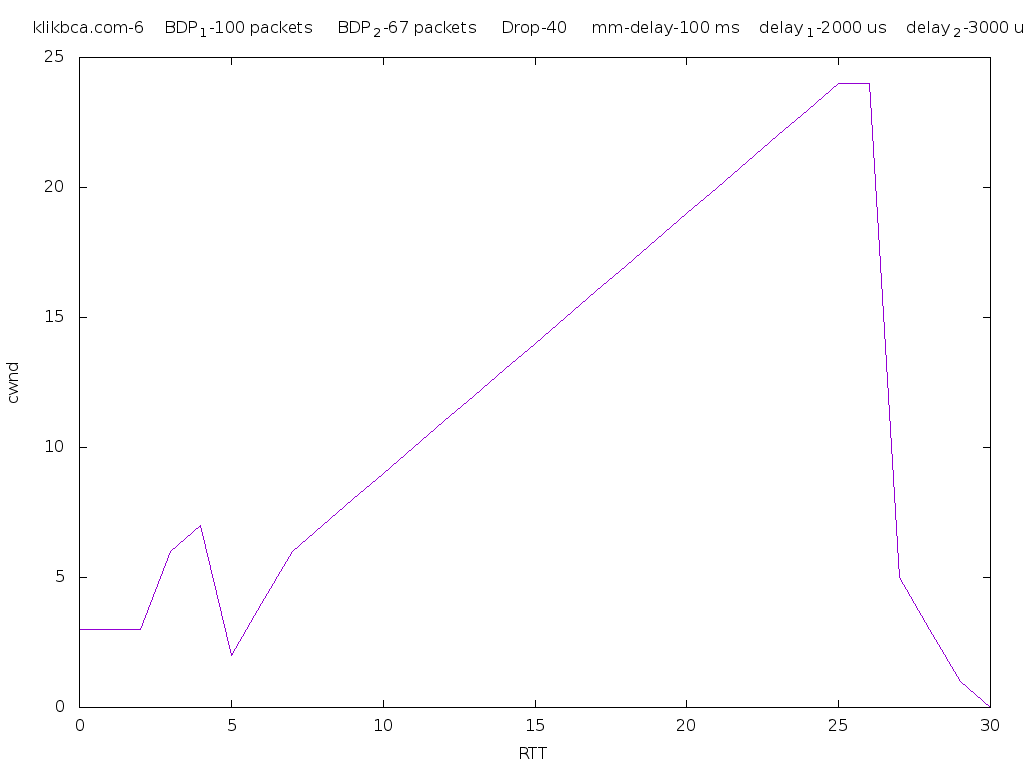 klikbca.com-6 BDP1-100 packets BDP2-67 packets Drop-40 mm-delay-100 ms delay1-2000 us delay2-3000 u
25
20
15
10
5
0
cwnd
0 5 10 15 20 25 30
RTT